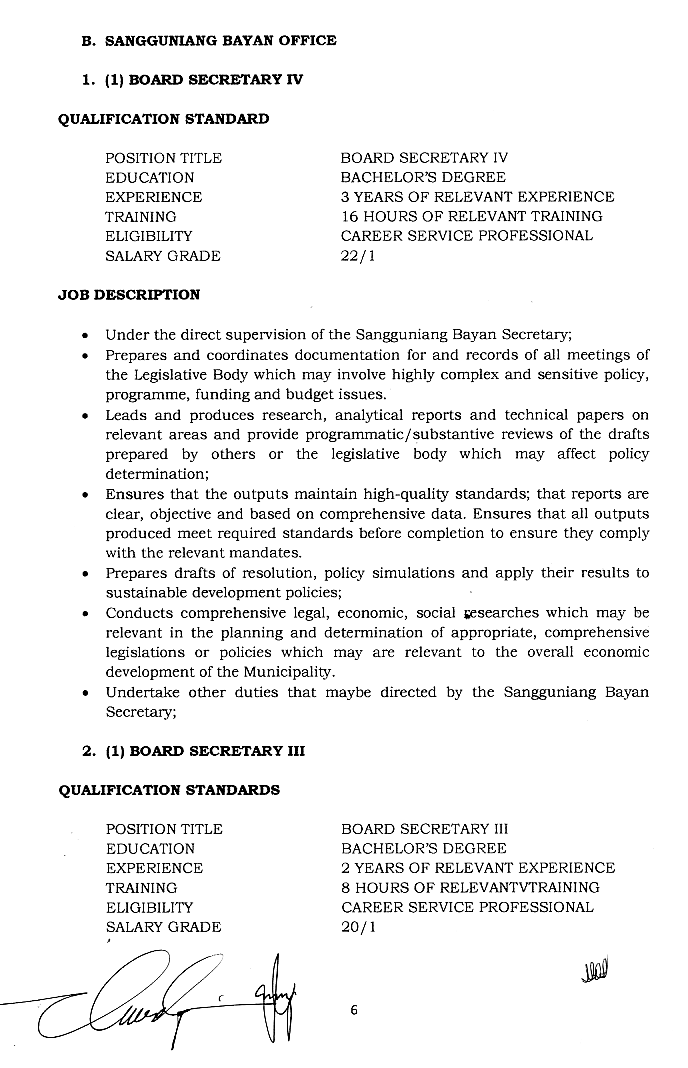 B. SANGGUNIANG BAYAN OFFICE
1. (1) BOARD SECRETARY IV
QUALIFICATION STANDARD
POSITION TITLE BOARD SECRETARY IV
EDUCATION BACHELOR'S DEGREE
EXPERIENCE 3 YEARS OF RELEVANT EXPERIENCE
TRAINING 16 HOURS OF RELEVANT TRAINING
ELIGIBILITY CAREER SERVICE PROFESSIONAL
SALARY GRADE 22/1
JOB DESCRIPTION
• Under the direct supervision of the Sangguniang Bayan Secretary;
• Prepares and coordinates documentation for and records of all meetings of
the Legislative Body which may involve highly complex and sensitive policy,
programme, funding and budget issues.
• Leads and produces research, analytical reports and technical papers on
relevant areas and provide programmatic/substantive reviews of the drafts
prepared by others or the legislative body which may affect policy
determination;
• Ensures that the outputs maintain high-quality standards; that reports are
clear, objective and based on comprehensive data. Ensures that all outputs
produced meet required standards before completion to ensure they comply
with the relevant mandates.
• Prepares drafts of resolution, policy simulations and apply their results to
sustainable development policies;
• Conducts comprehensive legal, economic, social researches which may be
relevant in the planning and determination of appropriate, comprehensive
legislations or policies which may are relevant to the overall economic
development of the Municipality.
• Undertake other duties that maybe directed by the Sangguniang Bayan
Secretary;
2. (1) BOARD SECRETARY III
QUALIFICATION STANDARDS
POSITION TITLE BOARD SECRETARY III
EDUCATION BACHELOR'S DEGREE
EXPERIENCE 2 YEARS OF RELEVANT EXPERIENCE
TRAINING 8 HOURS OF RELEVANTVTRAINING
ELIGIBILITY CAREER SERVICE PROFESSIONAL
SALARY GRADE 20/1
6